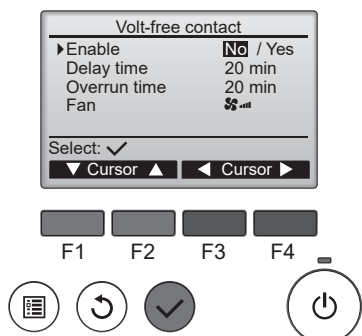 Volt-free contact
Enable No / Yes
Delay time 20 min
Overrun time 20 min
Fan
Select:
▼ Cursor ▲ ◀ Cursor ▶
F1 F2 F3 F4